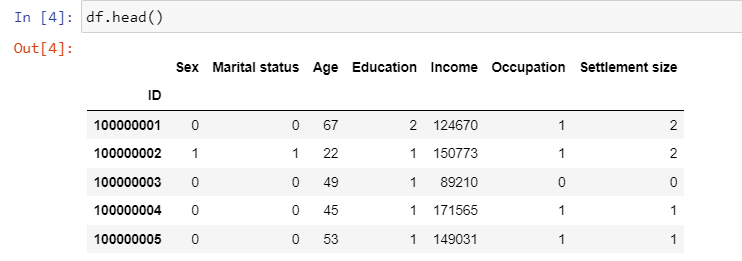 In [4]: df.head()
Out[4]:
Sex Marital status Age Education Income Occupation Settlement size
ID
100000001 0 0 67 2 124670 1 2
100000002 1 1 22 1 150773 1 2
100000003 0 0 49 1 89210 0 0
100000004 0 0 45 1 171565 1 1
100000005 0 0 53 1 149031 1 1